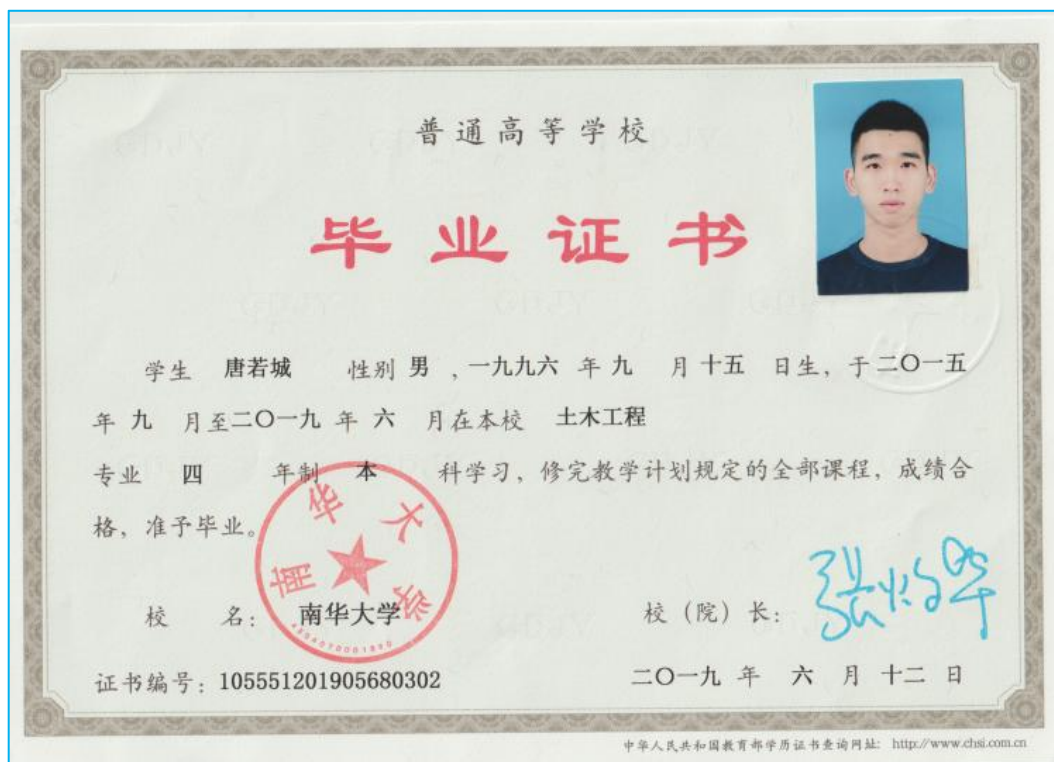 普通高等学校
毕业证书
学生 唐若城 性别 男 ，一九九六 年 九 月 十五 日生，于二〇一五
年 九 月至二〇一九 年 六 月在本校 土木工程
专业 四 年制 本 科学习，修完教学计划规定的全部课程，成绩合
格，准予毕业。
南华大学
校 名： 南华大学 校（院）长：
证书编号：105551201905680302 二〇一九 年 六 月 十二 日
中华人民共和国教育部学历证书查询网址: http://www.chsi.com.cn